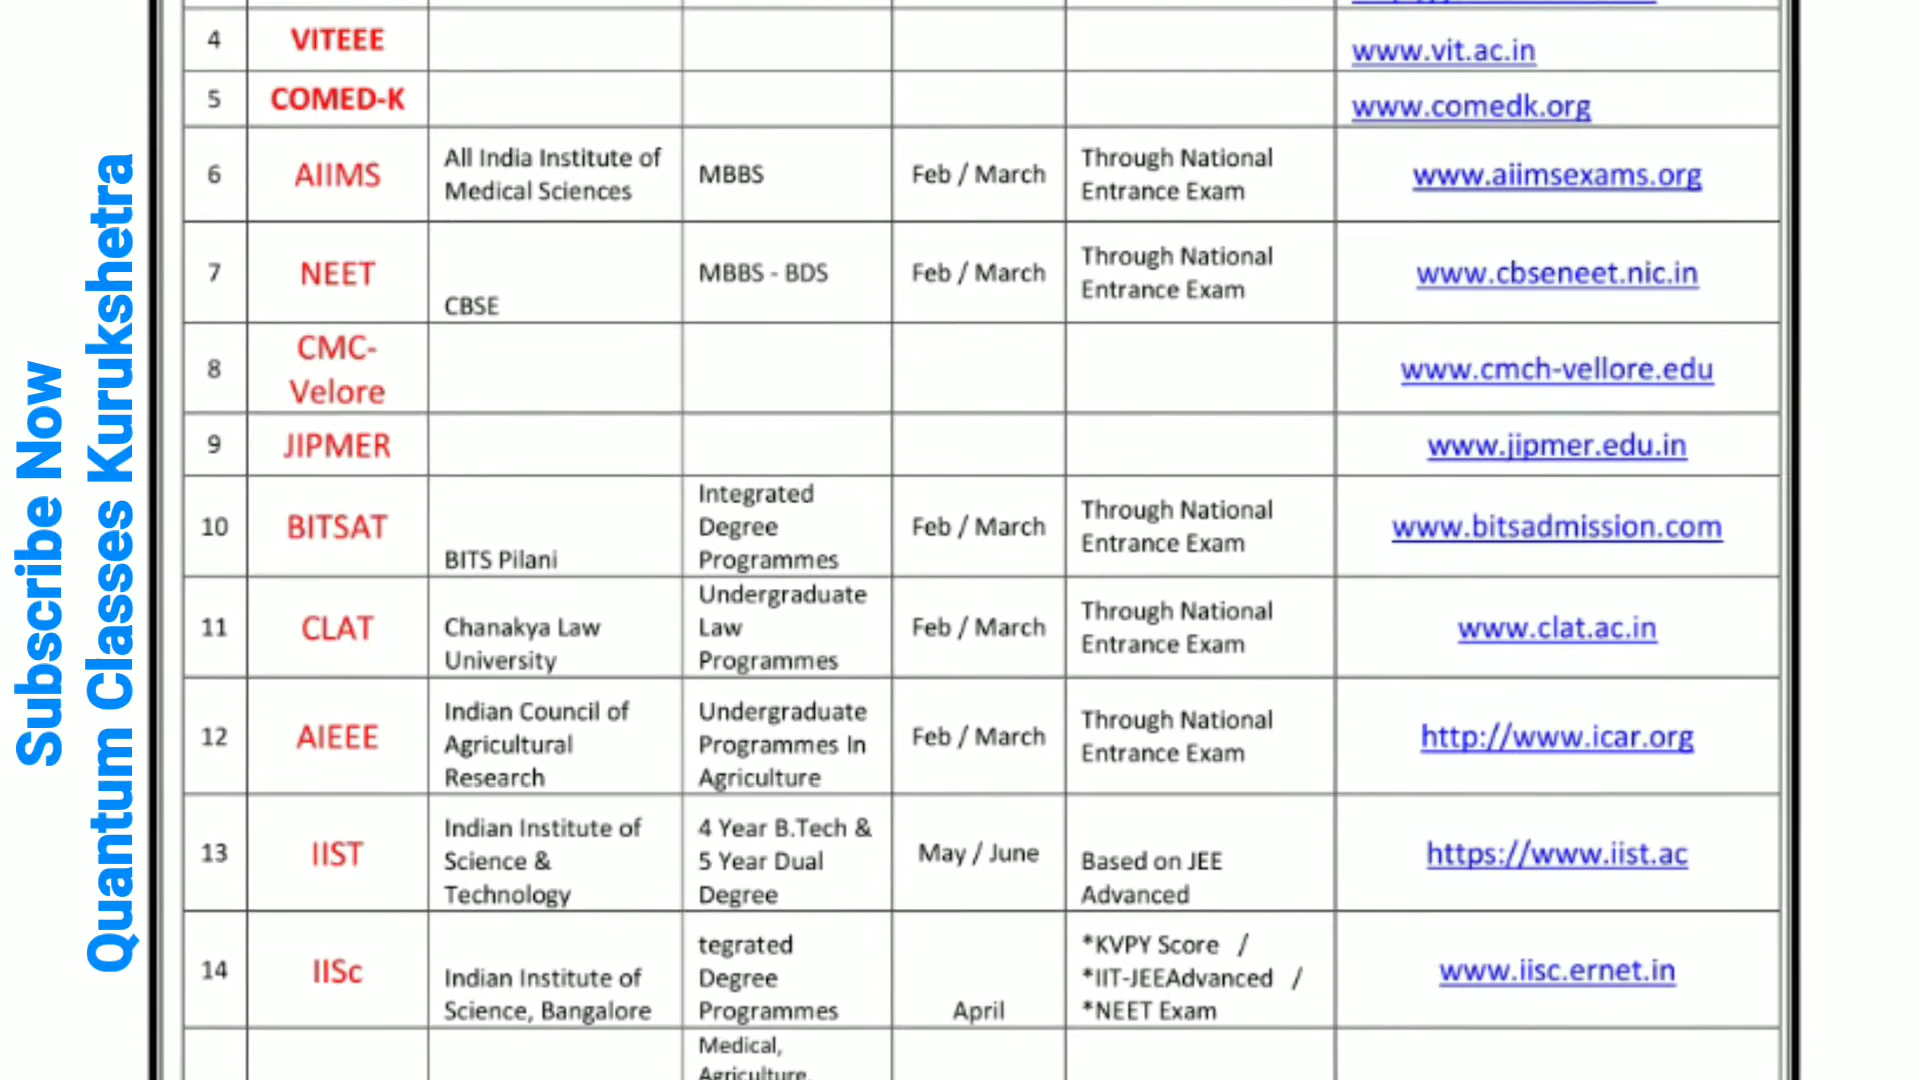 Subscribe Now
Quantum Classes Kurukshetra
4 VITEEE www.vit.ac.in
5 COMED-K www.comedk.org
6 AIIMS All India Institute of Medical Sciences MBBS Feb / March Through National Entrance Exam www.aiimsexams.org
7 NEET CBSE MBBS - BDS Feb / March Through National Entrance Exam www.cbseneet.nic.in
8 CMC-Velore www.cmch-vellore.edu
9 JIPMER www.jipmer.edu.in
10 BITSAT BITS Pilani Integrated Degree Programmes Feb / March Through National Entrance Exam www.bitsadmission.com
11 CLAT Chanakya Law University Undergraduate Law Programmes Feb / March Through National Entrance Exam www.clat.ac.in
12 AIEEE Indian Council of Agricultural Research Undergraduate Programmes In Agriculture Feb / March Through National Entrance Exam http://www.icar.org
13 IIST Indian Institute of Science & Technology 4 Year B.Tech & 5 Year Dual Degree May / June Based on JEE Advanced https://www.iist.ac
14 IISc Indian Institute of Science, Bangalore tegrated Degree Programmes April *KVPY Score / *IIT-JEEAdvanced / *NEET Exam www.iisc.ernet.in
Medical,
Agriculture,